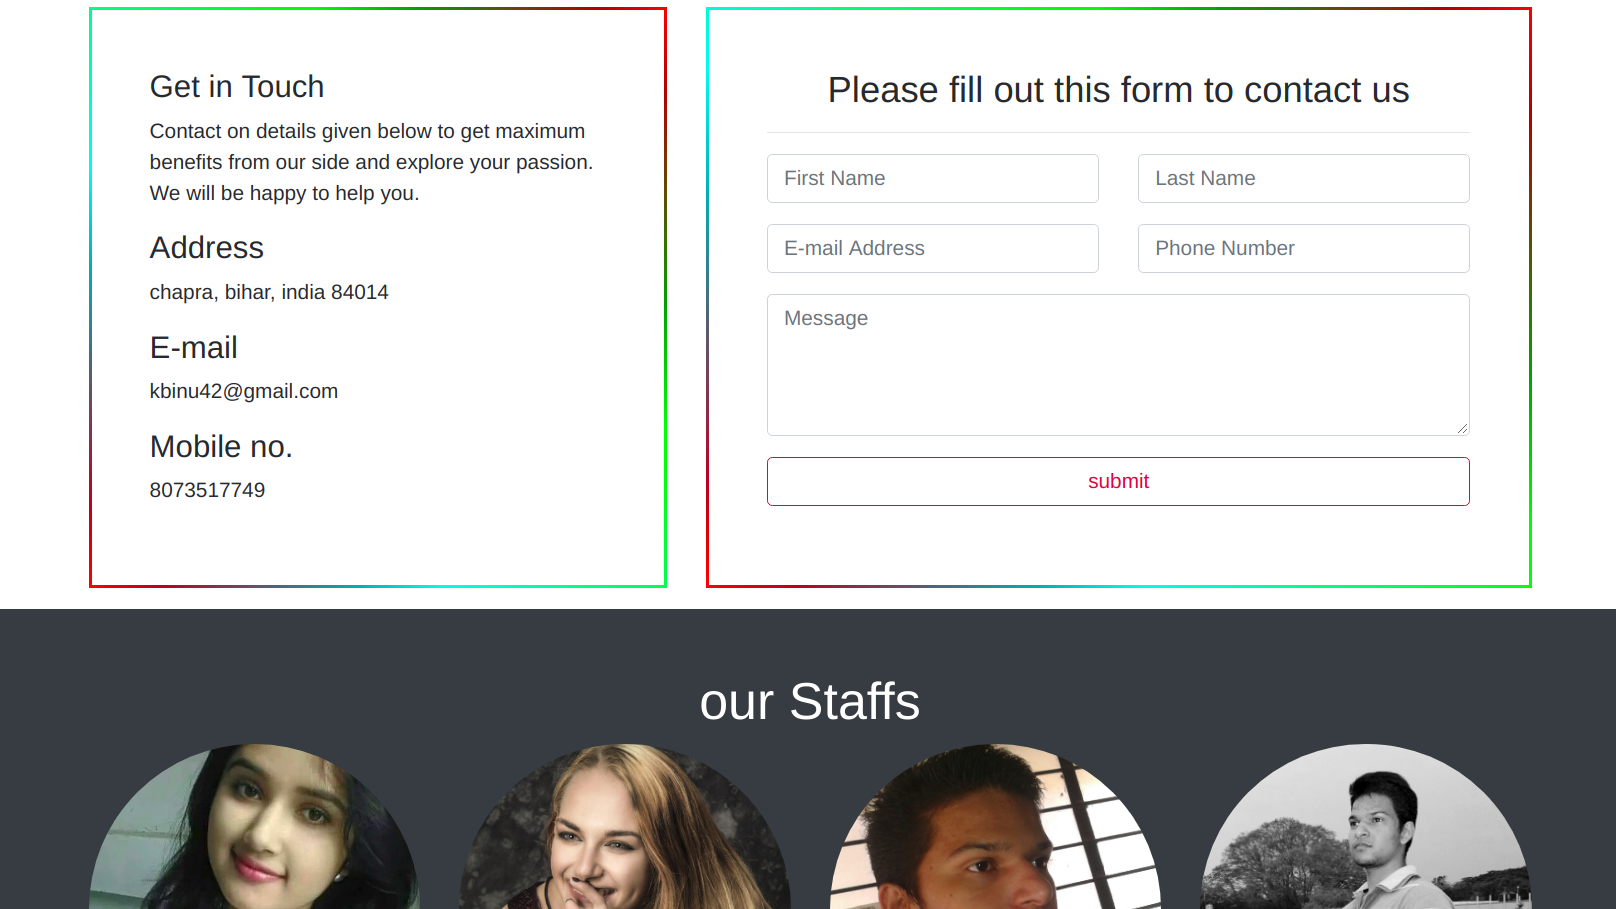 Get in Touch
Contact on details given below to get maximum
benefits from our side and explore your passion.
We will be happy to help you.
Address
chapra, bihar, india 84014
E-mail
kbinu42@gmail.com
Mobile no.
8073517749
Please fill out this form to contact us
First Name
Last Name
E-mail Address
Phone Number
Message
submit
our Staffs